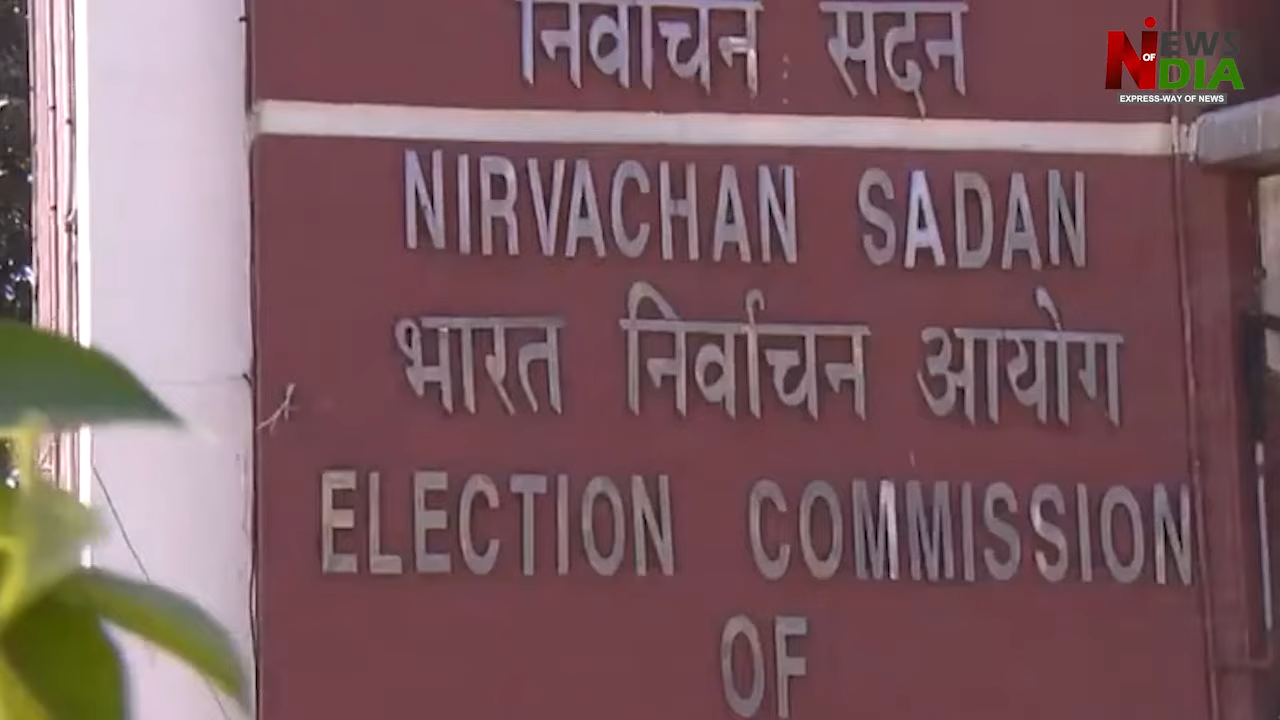 निर्वाचन सदन
NIRVACHAN SADAN
भारत निर्वाचन आयोग
ELECTION COMMISSION
OF
NEWS OF INDIA
EXPRESS-WAY OF NEWS